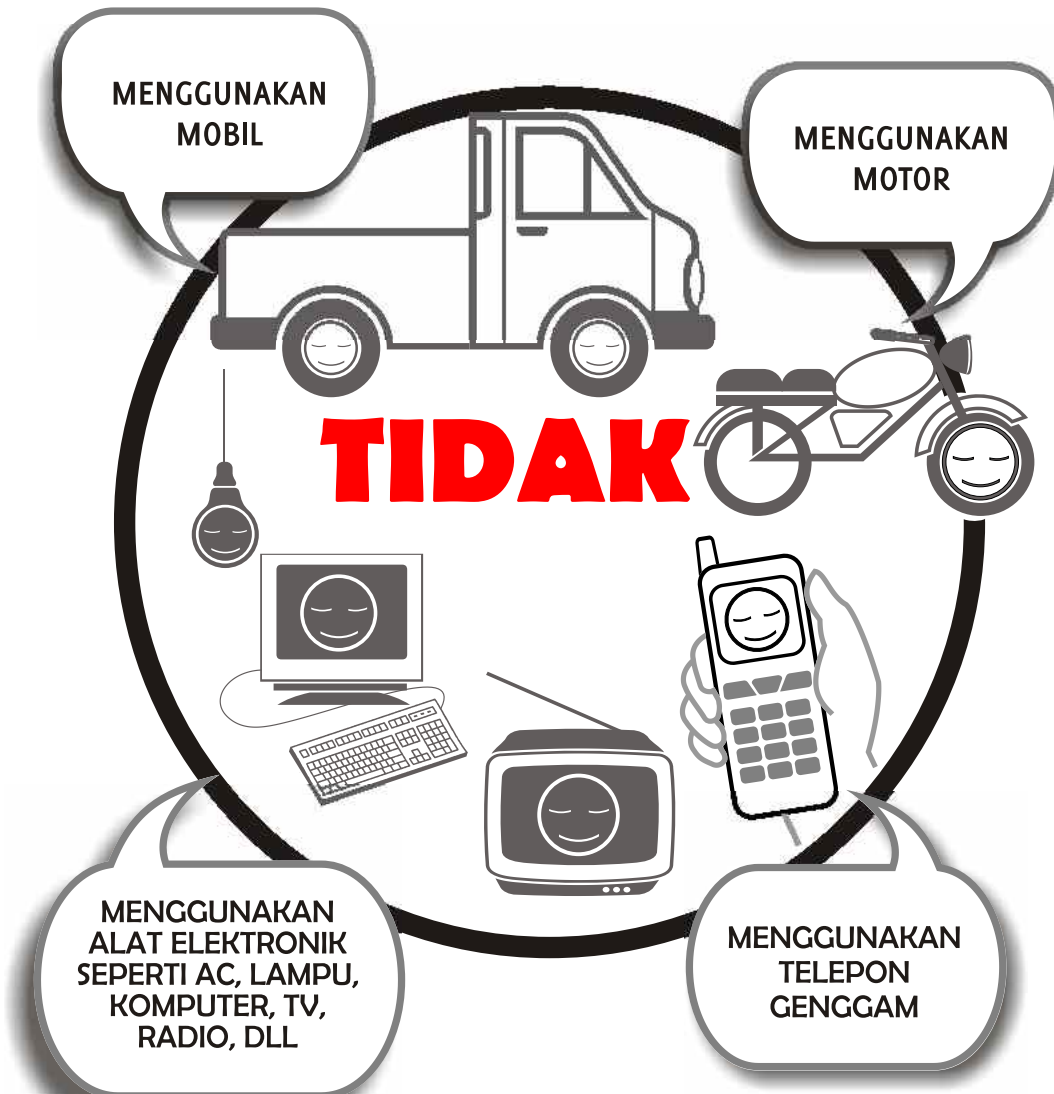 MENGGUNAKAN
MOBIL
MENGGUNAKAN
MOTOR
TIDAK
MENGGUNAKAN
ALAT ELEKTRONIK
SEPERTI AC, LAMPU,
KOMPUTER, TV,
RADIO, DLL
MENGGUNAKAN
TELEPON
GENGGAM